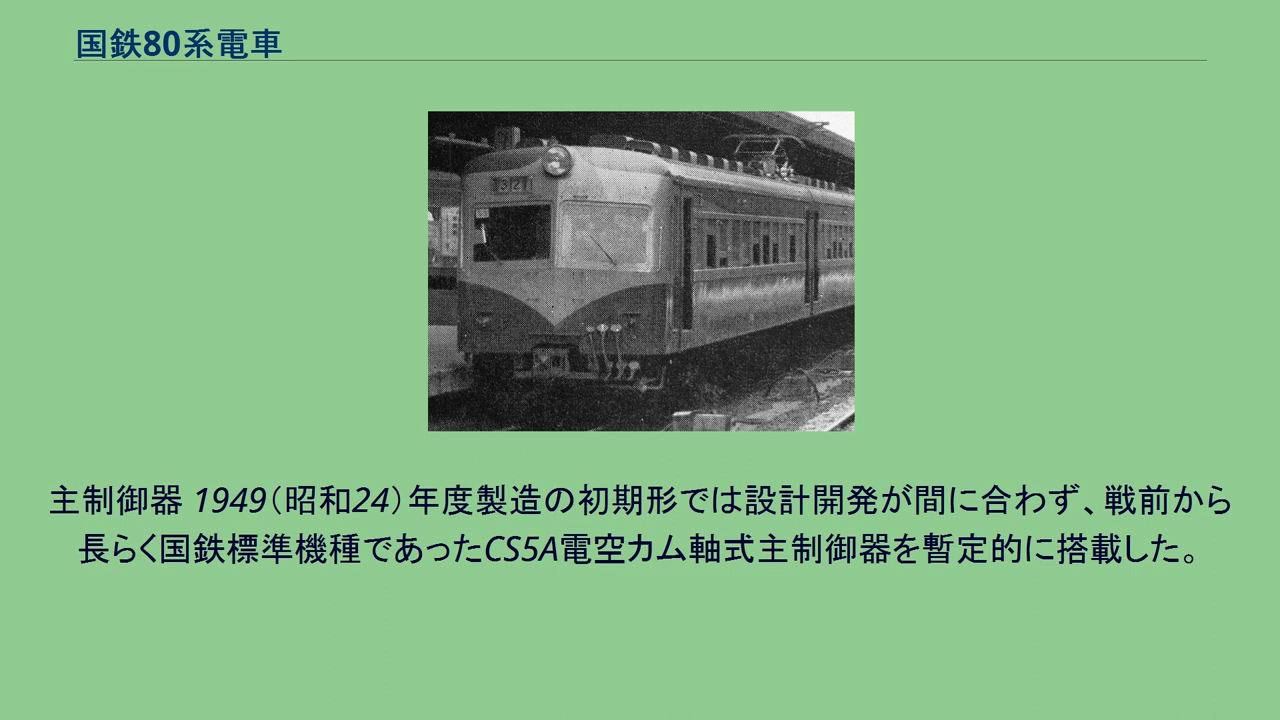 国鉄80系電車
T3 27
主制御器 1949（昭和24）年度製造の初期形では設計開発が間に合わず、戦前から
長らく国鉄標準機種であったCS5A電空カム軸式主制御器を暫定的に搭載した。